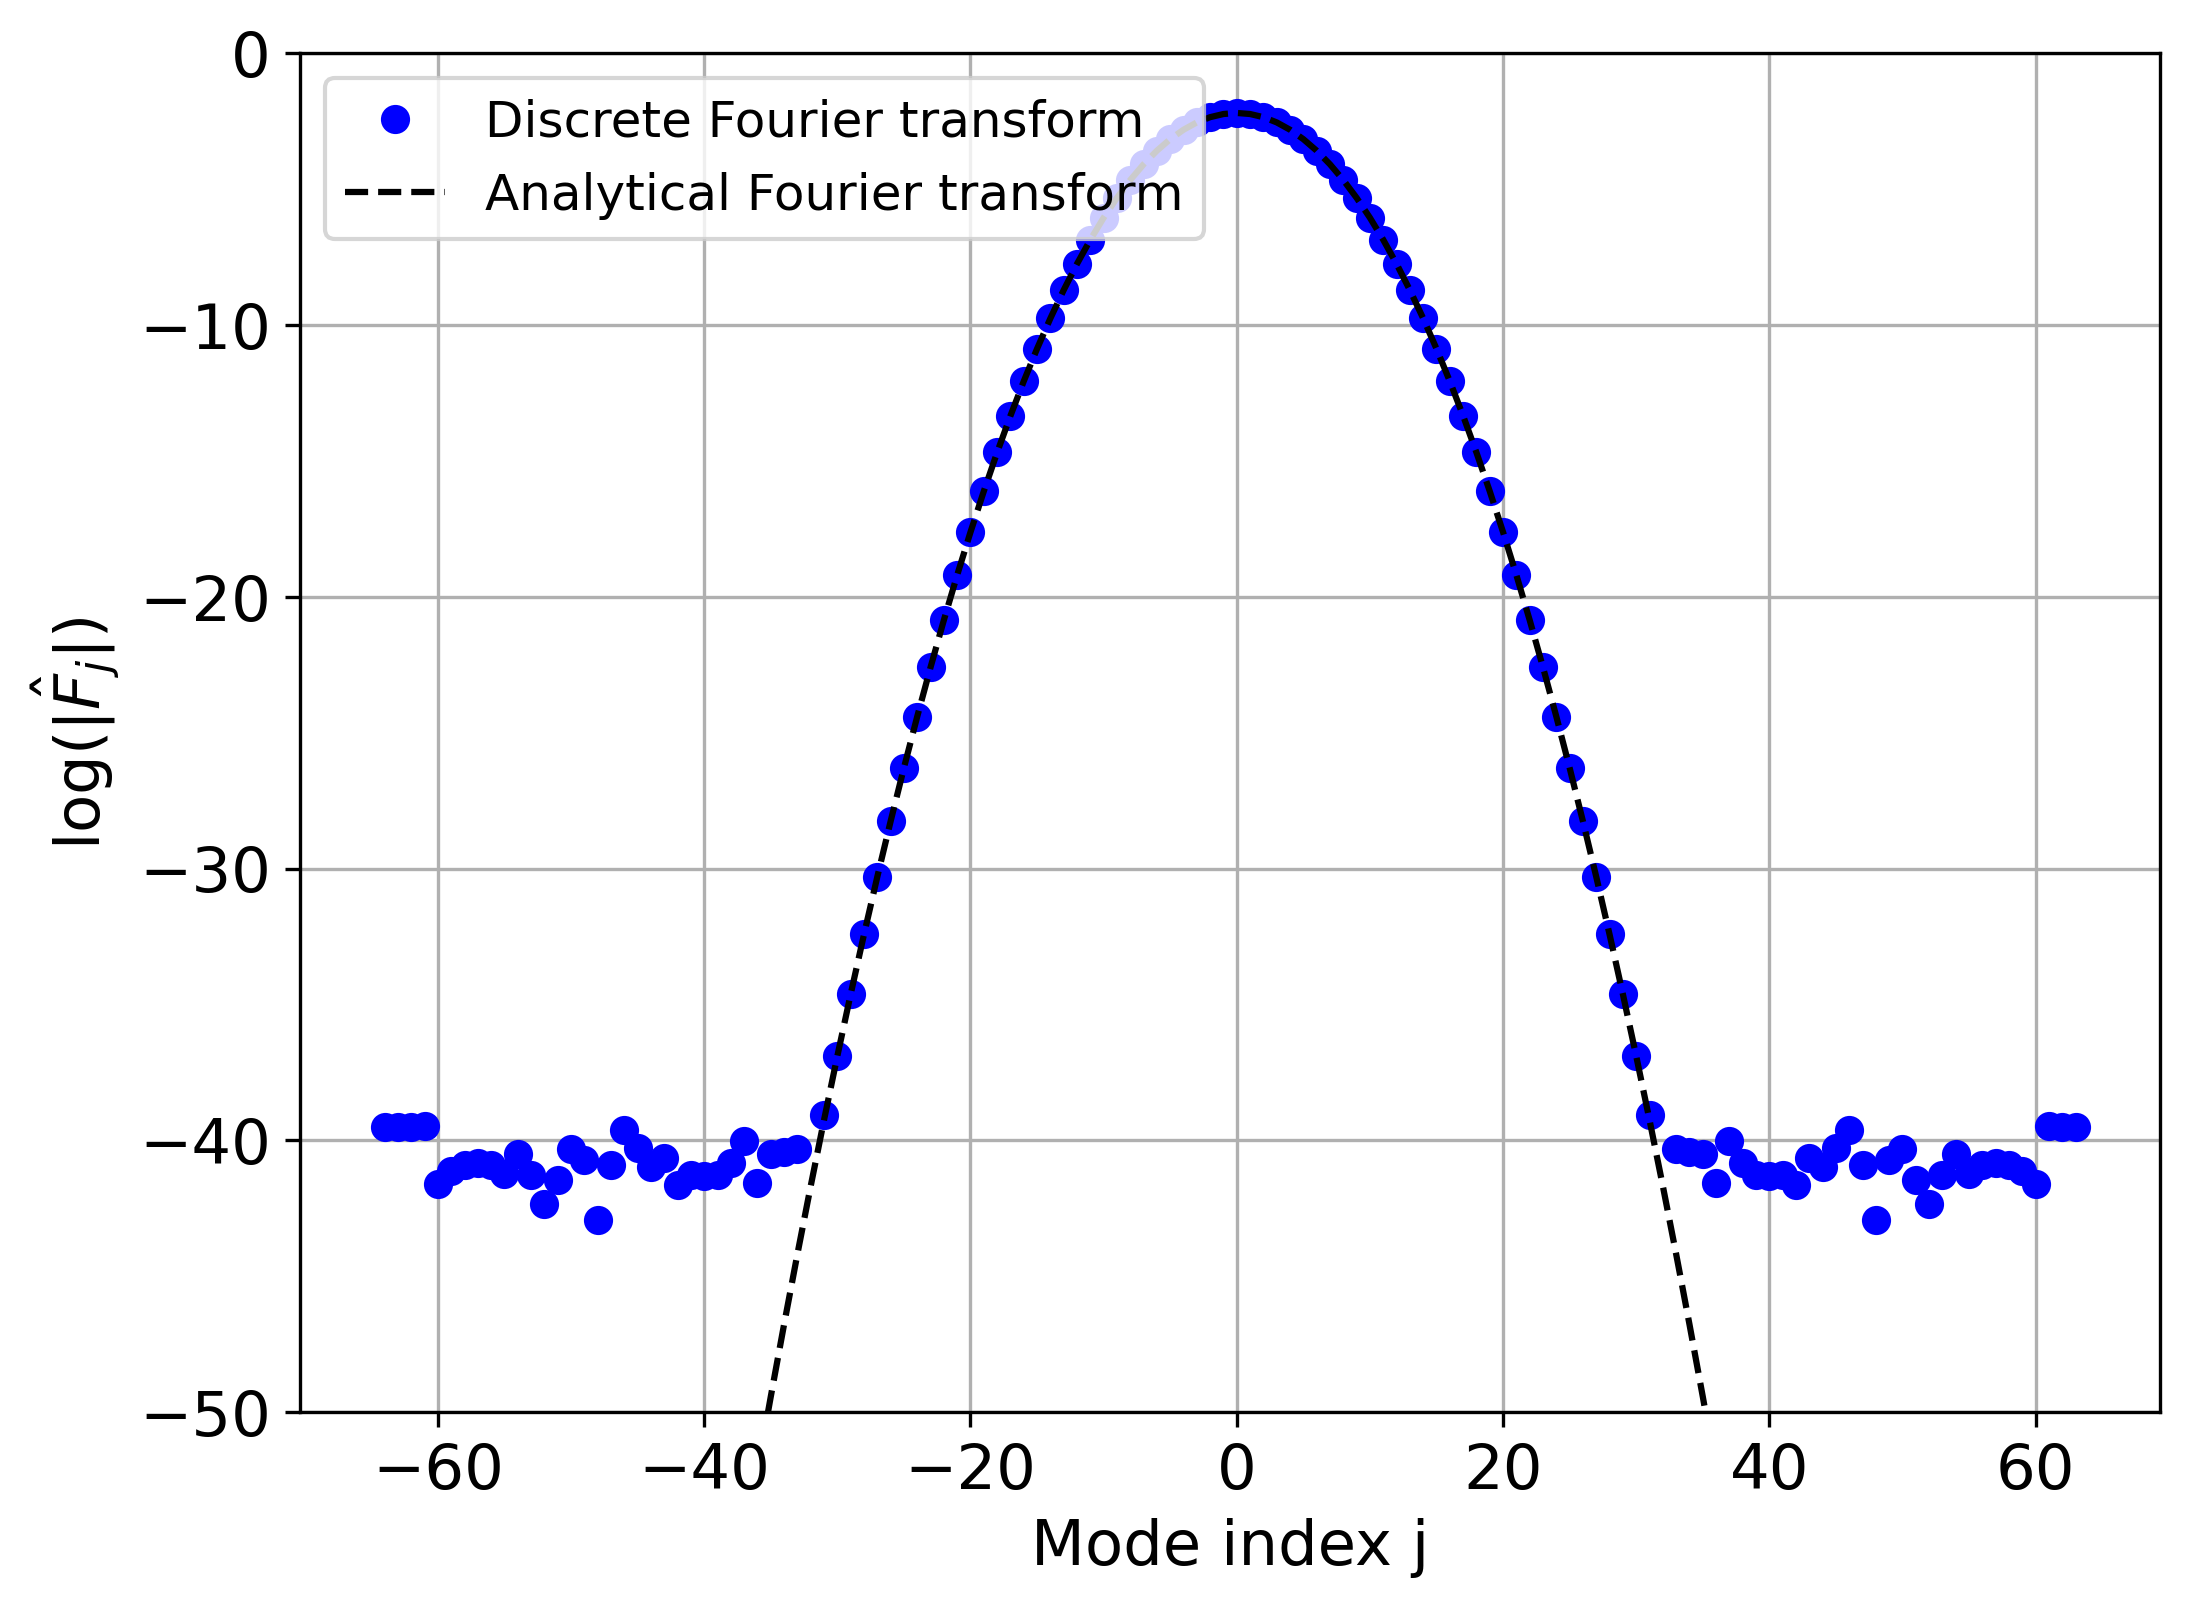 0
−10
−20
−30
−40
−50
log(|F̂ⱼ|)
Discrete Fourier transform
Analytical Fourier transform
−60 −40 −20 0 20 40 60
Mode index j